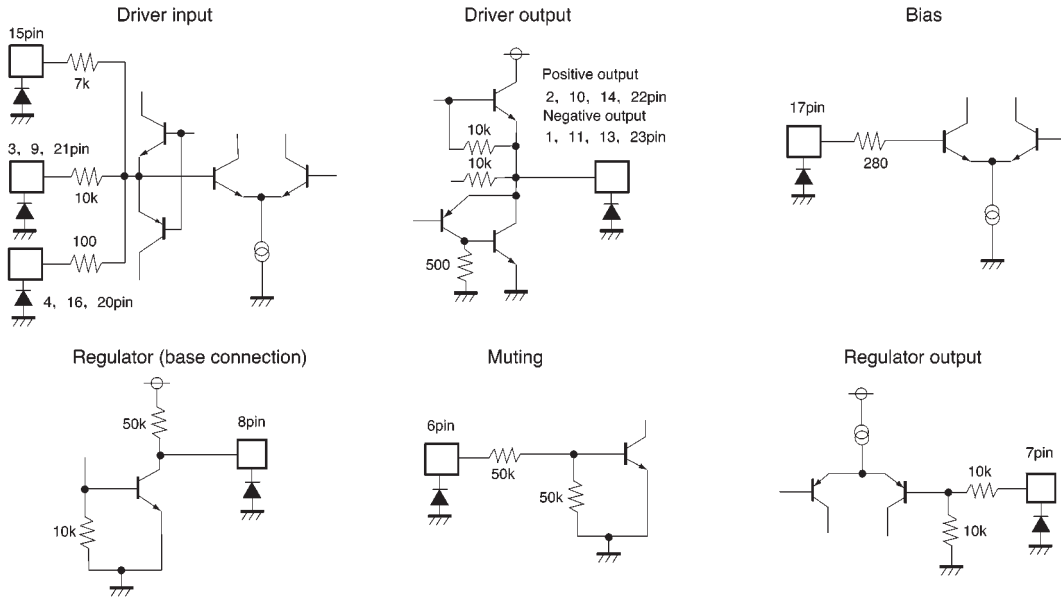 Driver input
15pin
7k
3, 9, 21pin
10k
100
4, 16, 20pin
Driver output
Positive output
2, 10, 14, 22pin
Negative output
1, 11, 13, 23pin
10k
10k
500
Bias
17pin
280
Regulator (base connection)
50k
8pin
10k
Muting
6pin
50k
50k
Regulator output
7pin
10k
10k